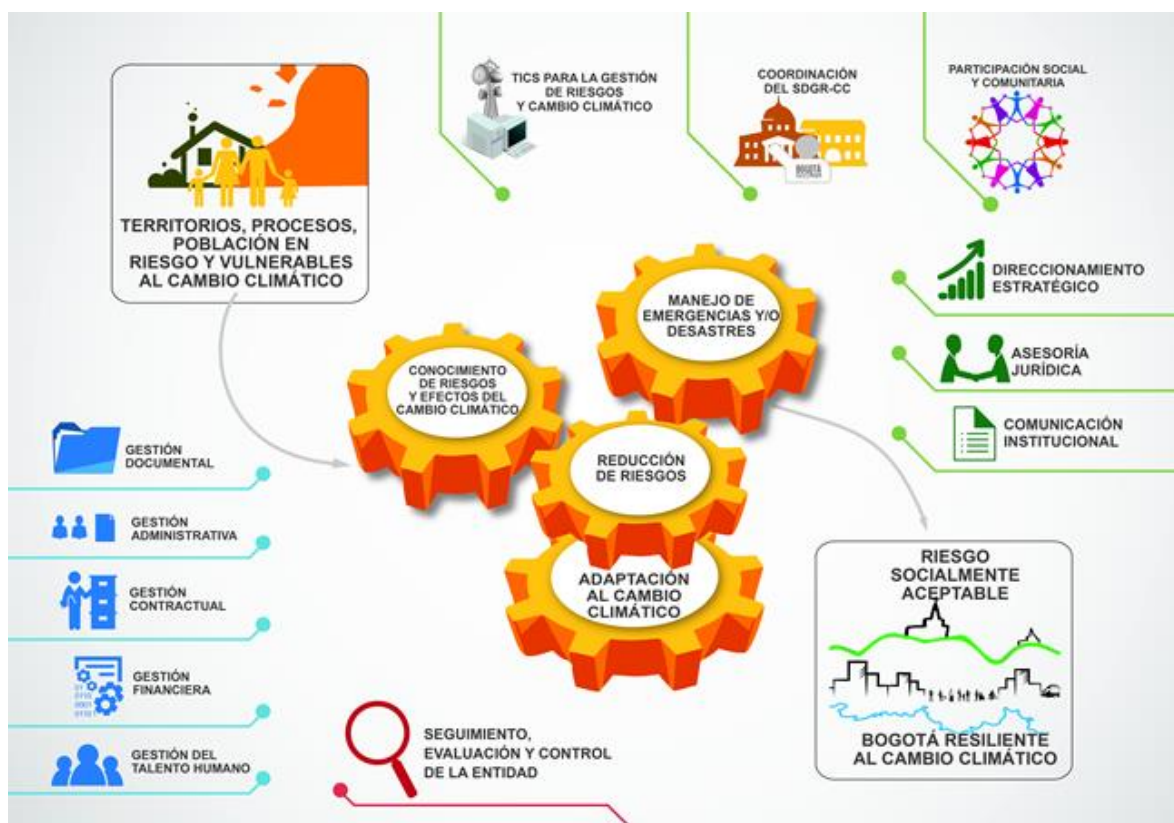 TICS PARA LA GESTIÓN
DE RIESGOS
Y CAMBIO CLIMÁTICO
COORDINACIÓN
DEL SDGR-CC
BOGOTÁ
PARTICIPACIÓN SOCIAL
Y COMUNITARIA
TERRITORIOS, PROCESOS,
POBLACIÓN EN
RIESGO Y VULNERABLES
AL CAMBIO CLIMÁTICO
DIRECCIONAMIENTO
ESTRATÉGICO
ASESORÍA
JURÍDICA
COMUNICACIÓN
INSTITUCIONAL
MANEJO DE
EMERGENCIAS Y/O
DESASTRES
CONOCIMIENTO
DE RIESGOS
Y EFECTOS DEL
CAMBIO CLIMÁTICO
REDUCCIÓN
DE RIESGOS
ADAPTACIÓN
AL CAMBIO
CLIMÁTICO
GESTIÓN
DOCUMENTAL
GESTIÓN
ADMINISTRATIVA
GESTIÓN
CONTRACTUAL
GESTIÓN
FINANCIERA
GESTIÓN DEL
TALENTO HUMANO
SEGUIMIENTO,
EVALUACIÓN Y CONTROL
DE LA ENTIDAD
RIESGO
SOCIALMENTE
ACEPTABLE
BOGOTÁ RESILIENTE
AL CAMBIO CLIMÁTICO